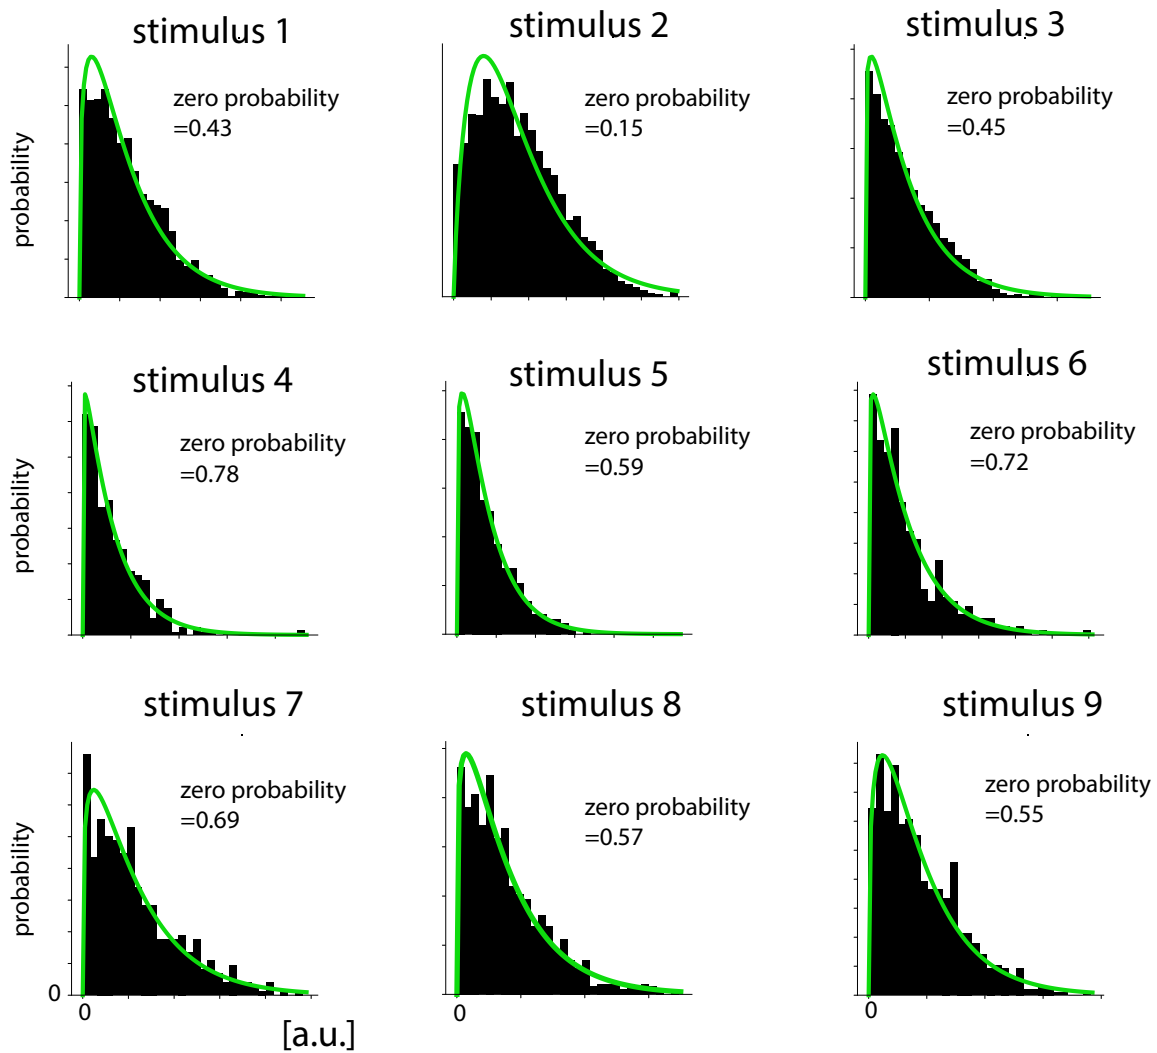 stimulus 1
stimulus 2
stimulus 3
zero probability
=0.43
zero probability
=0.15
zero probability
=0.45
probability
stimulus 4
stimulus 5
stimulus 6
zero probability
=0.78
zero probability
=0.59
zero probability
=0.72
probability
stimulus 7
stimulus 8
stimulus 9
zero probability
=0.69
zero probability
=0.57
zero probability
=0.55
probability
0
0
0
0
[a.u.]